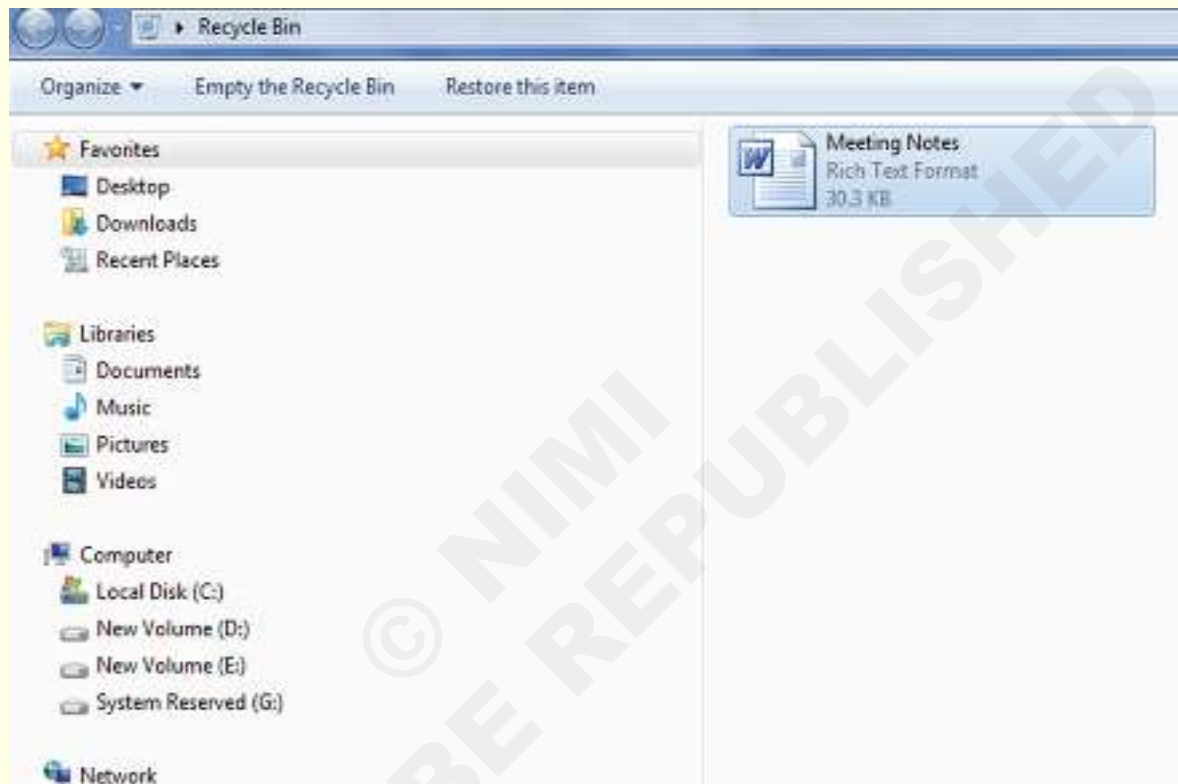 Recycle Bin
Organize Empty the Recycle Bin Restore this item
Favorites
Desktop
Downloads
Recent Places
Libraries
Documents
Music
Pictures
Videos
Computer
Local Disk (C:)
New Volume (D:)
New Volume (E:)
System Reserved (G:)
Network
Meeting Notes
Rich Text Format
30.3 KB
© NIMI
BE REPUBLISHED